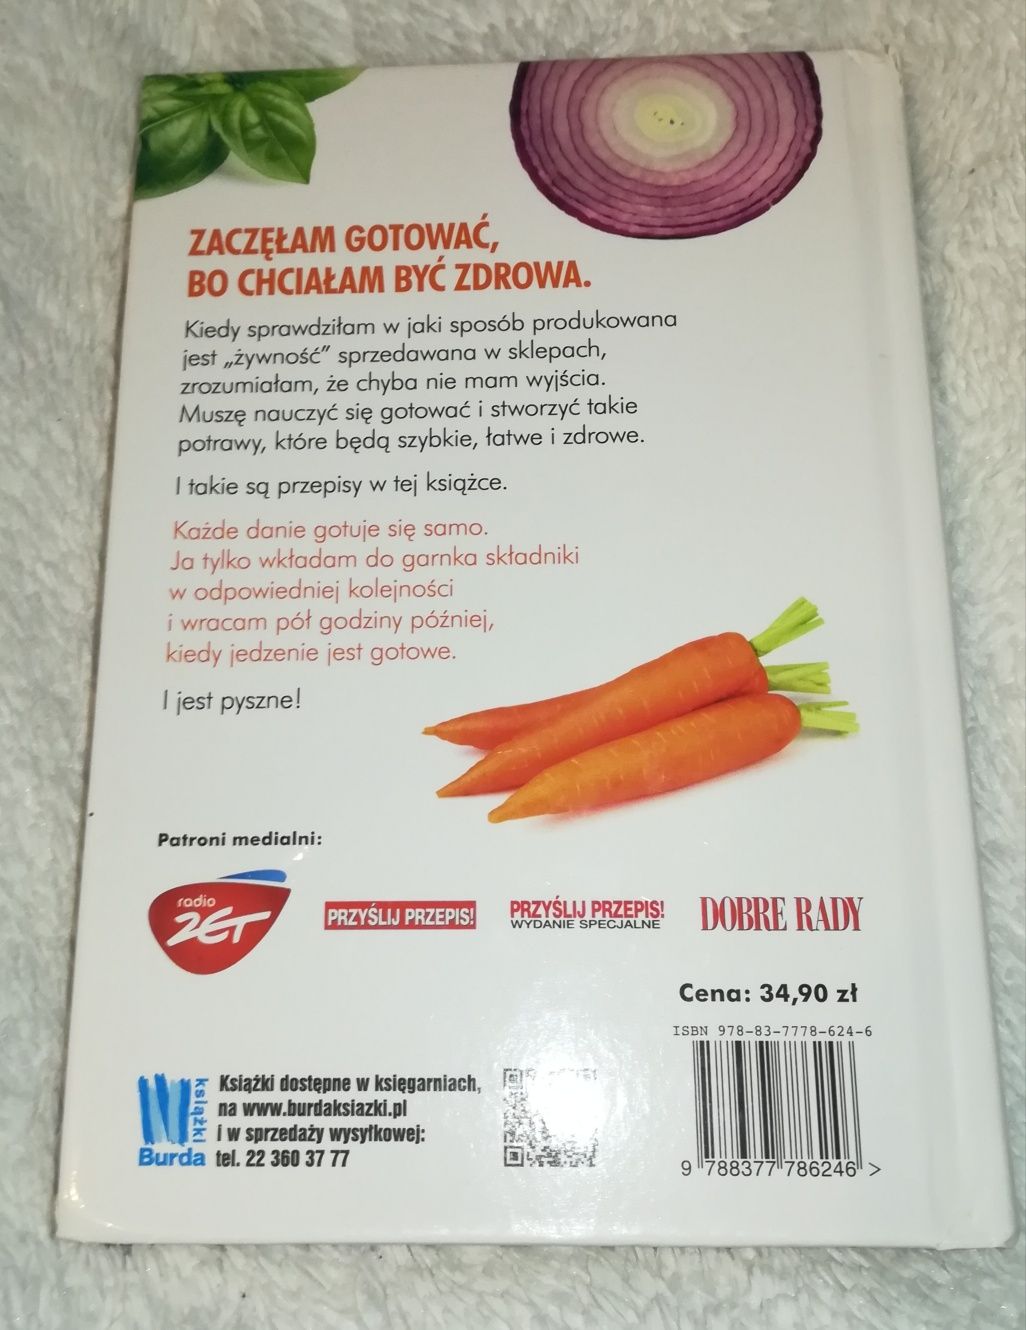 ZACZĘŁAM GOTOWAĆ,
BO CHCIAŁAM BYĆ ZDROWA.
Kiedy sprawdziłam w jaki sposób produkowana
jest „żywność” sprzedawana w sklepach,
zrozumiałam, że chyba nie mam wyjścia.
Muszę nauczyć się gotować i stworzyć takie
potrawy, które będą szybkie, łatwe i zdrowe.
I takie są przepisy w tej książce.
Każde danie gotuje się samo.
Ja tylko wkładam do garnka składniki
w odpowiedniej kolejności
i wracam pół godziny później,
kiedy jedzenie jest gotowe.
I jest pyszne!
Patroni medialni:
radio
ZET
PRZYŚLIJ PRZEPIS!
PRZYŚLIJ PRZEPIS!
WYDANIE SPECJALNE
DOBRE RADY
Cena: 34,90 zł
ISBN 978-83-7778-624-6
książki
Burda
Książki dostępne w księgarniach,
na www.burdaksiazki.pl
i w sprzedaży wysyłkowej:
tel. 22 360 37 77
9 788377 786246 >